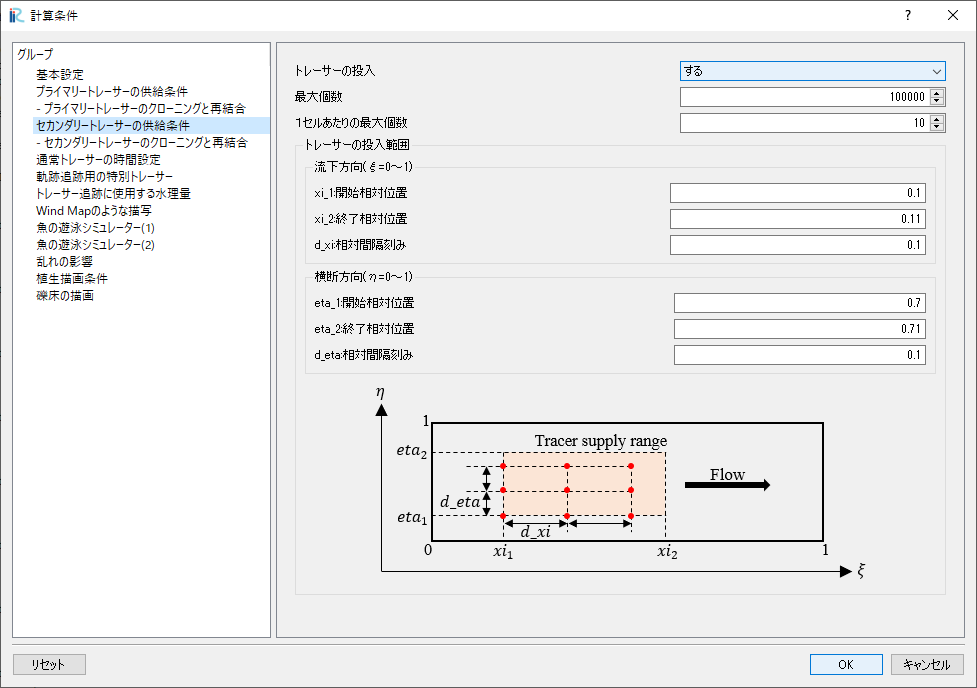 計算条件
?
グループ
基本設定
プライマリートレーサーの供給条件
- プライマリートレーサーのクローニングと再結合
セカンダリートレーサーの供給条件
- セカンダリートレーサーのクローニングと再結合
通常トレーサーの時間設定
軌跡追跡用の特別トレーサー
トレーサー追跡に使用する水理量
Wind Mapのような描写
魚の遊泳シミュレーター(1)
魚の遊泳シミュレーター(2)
乱れの影響
植生描画条件
礫床の描画
トレーサーの投入 する
最大個数 100000
1セルあたりの最大個数 10
トレーサーの投入範囲
流下方向(ξ=0～1)
xi_1:開始相対位置 0.1
xi_2:終了相対位置 0.11
d_xi:相対間隔刻み 0.1
横断方向(η=0～1)
eta_1:開始相対位置 0.7
eta_2:終了相対位置 0.71
d_eta:相対間隔刻み 0.1
η
1
Tracer supply range
eta₂
Flow
d_eta
eta₁
d_xi
0 xi₁ xi₂ 1
ξ
リセット OK キャンセル